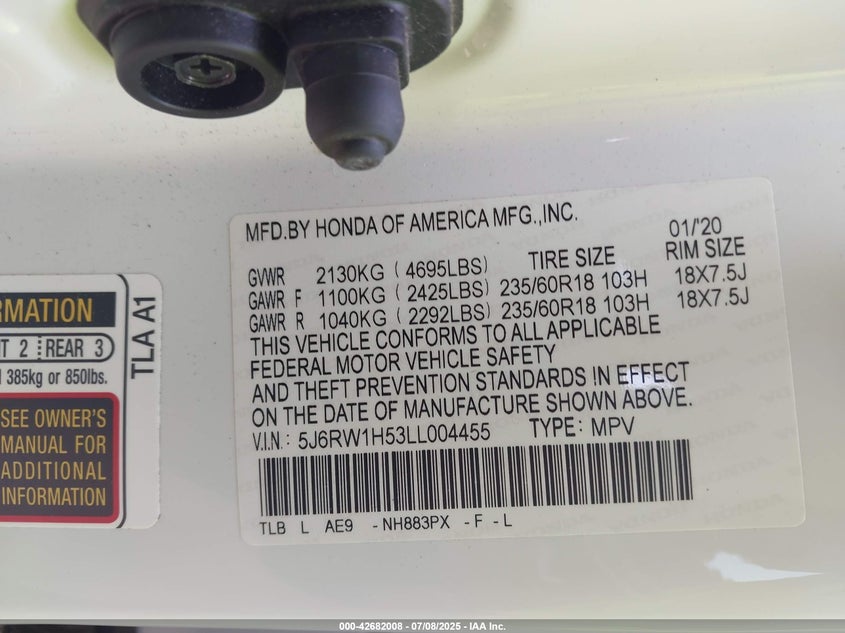 MFD.BY HONDA OF AMERICA MFG.,INC. 01/'20
TIRE SIZE RIM SIZE
GVWR 2130KG ( 4695LBS)
GAWR F 1100KG ( 2425LBS) 235/60R18 103H 18X7.5J
GAWR R 1040KG ( 2292LBS) 235/60R18 103H 18X7.5J
THIS VEHICLE CONFORMS TO ALL APPLICABLE
FEDERAL MOTOR VEHICLE SAFETY
AND THEFT PREVENTION STANDARDS IN EFFECT
ON THE DATE OF MANUFACTURE SHOWN ABOVE.
V.I.N.: 5J6RW1H53LL004455 TYPE: MPV
TLB L AE9 -NH883PX -F -L
2 REAR 3
385kg or 850lbs.
SEE OWNER'S
MANUAL FOR
ADDITIONAL
INFORMATION
TLA A1
000-42682008 - 07/08/2025 - IAA Inc.